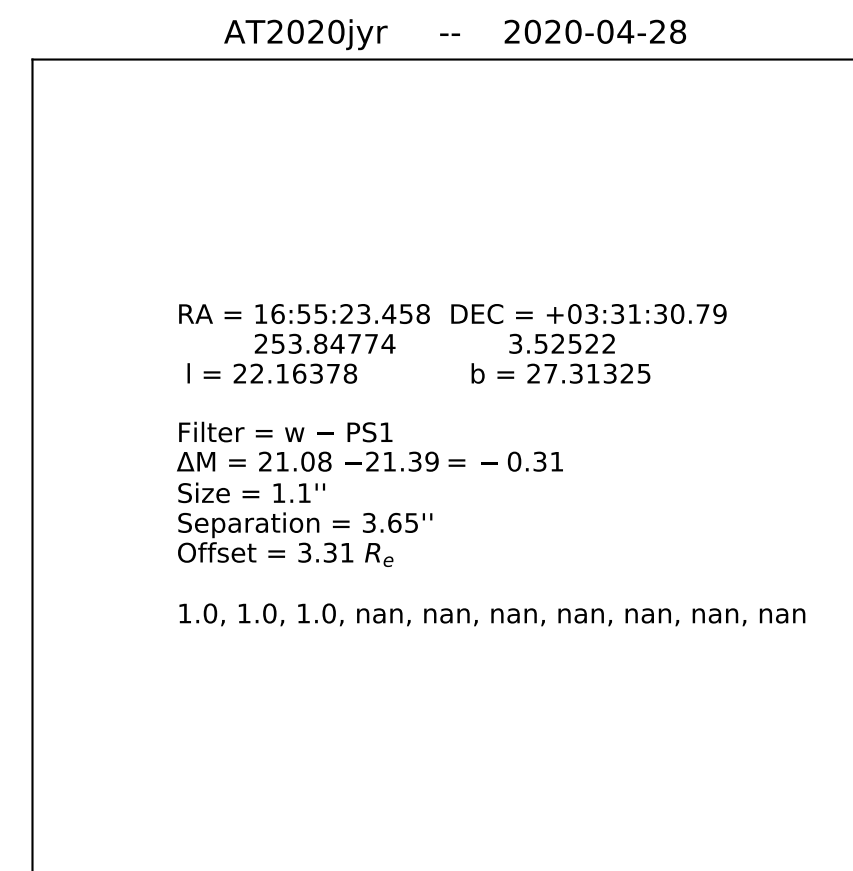 AT2020jyr -- 2020-04-28
RA = 16:55:23.458 DEC = +03:31:30.79
253.84774 3.52522
l = 22.16378 b = 27.31325
Filter = w − PS1
ΔM = 21.08 −21.39 = − 0.31
Size = 1.1''
Separation = 3.65''
Offset = 3.31 Rₑ
1.0, 1.0, 1.0, nan, nan, nan, nan, nan, nan, nan